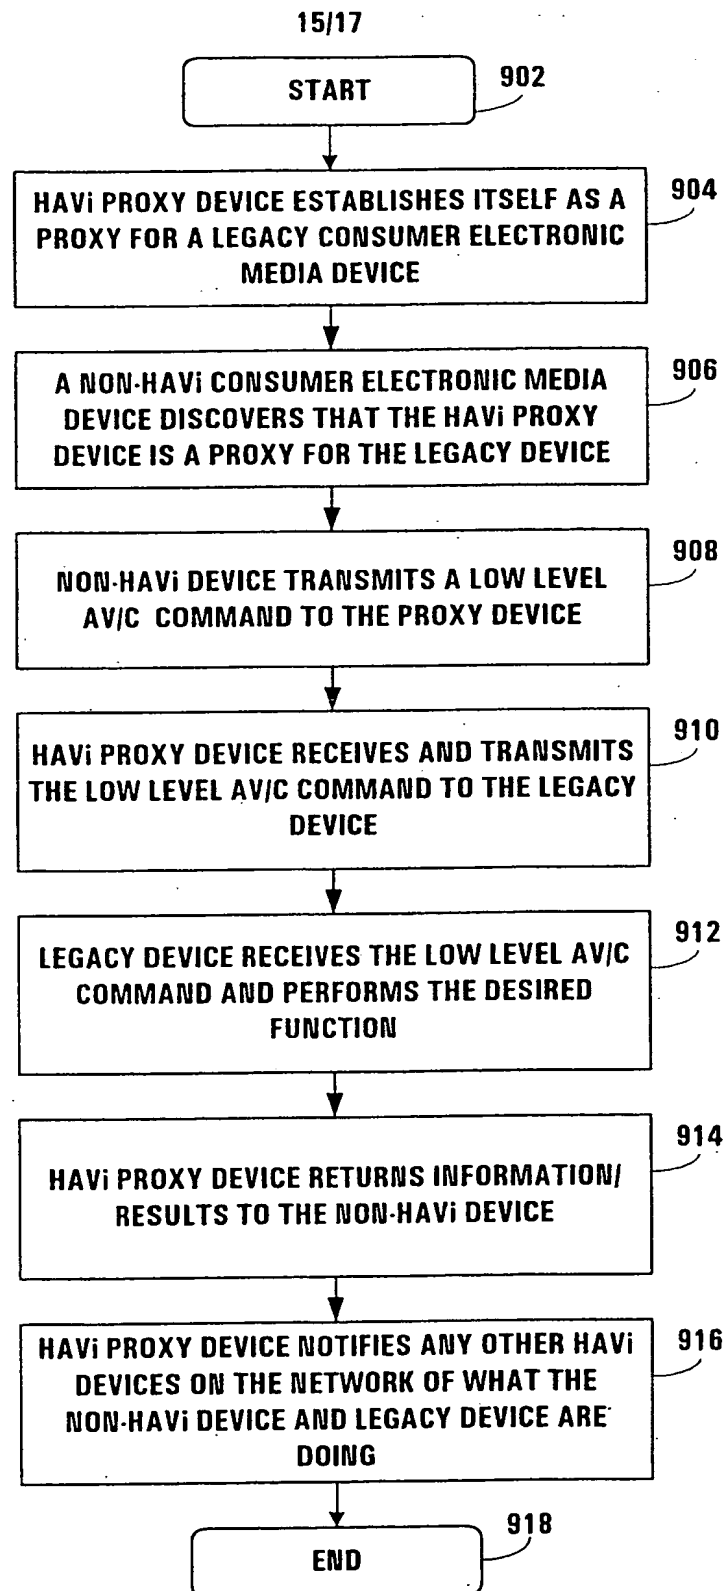 15/17
START
902
HAVi PROXY DEVICE ESTABLISHES ITSELF AS A
PROXY FOR A LEGACY CONSUMER ELECTRONIC
MEDIA DEVICE
904
A NON-HAVi CONSUMER ELECTRONIC MEDIA
DEVICE DISCOVERS THAT THE HAVi PROXY
DEVICE IS A PROXY FOR THE LEGACY DEVICE
906
NON-HAVi DEVICE TRANSMITS A LOW LEVEL
AV/C COMMAND TO THE PROXY DEVICE
908
HAVi PROXY DEVICE RECEIVES AND TRANSMITS
THE LOW LEVEL AV/C COMMAND TO THE LEGACY
DEVICE
910
LEGACY DEVICE RECEIVES THE LOW LEVEL AV/C
COMMAND AND PERFORMS THE DESIRED
FUNCTION
912
HAVi PROXY DEVICE RETURNS INFORMATION/
RESULTS TO THE NON-HAVi DEVICE
914
HAVi PROXY DEVICE NOTIFIES ANY OTHER HAVi
DEVICES ON THE NETWORK OF WHAT THE
NON-HAVi DEVICE AND LEGACY DEVICE ARE
DOING
916
END
918